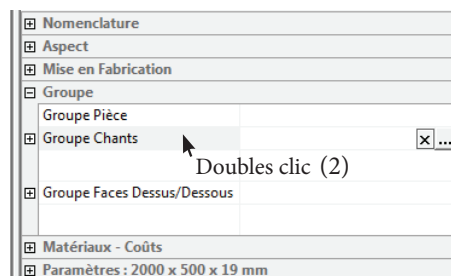 Nomenclature
Aspect
Mise en Fabrication
Groupe
Groupe Pièce
Groupe Chants
x ...
Doubles clic (2)
Groupe Faces Dessus/Dessous
Matériaux - Coûts
Paramètres : 2000 x 500 x 19 mm